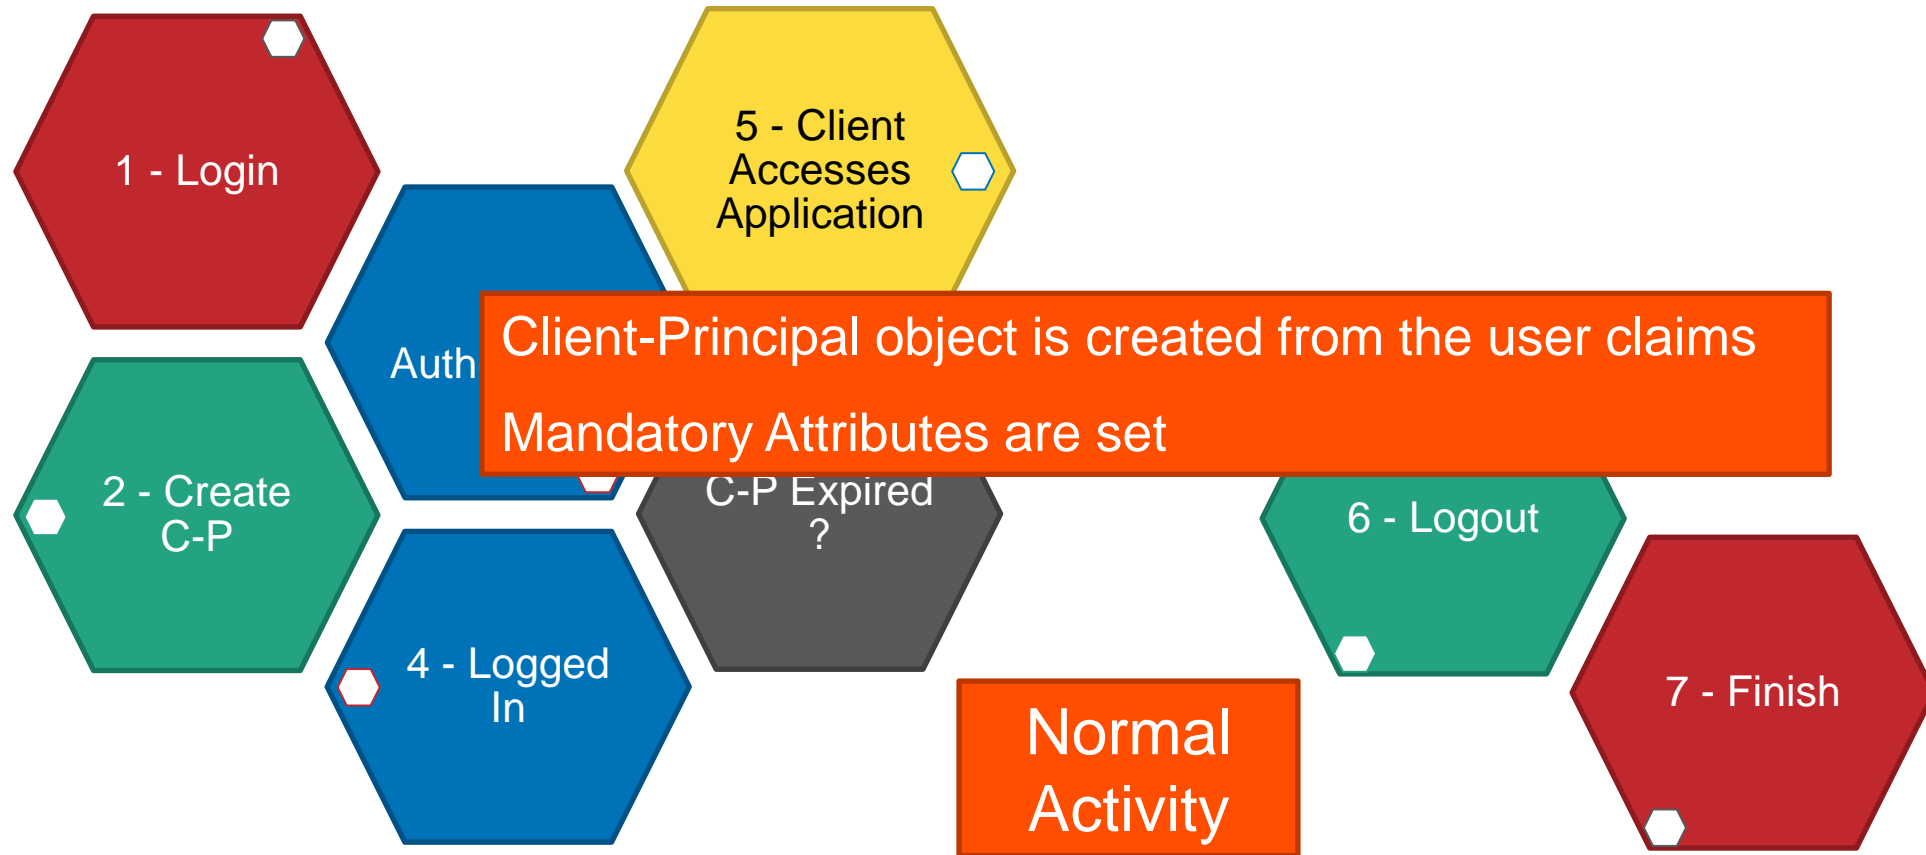 1 - Login
5 - Client
Accesses
Application
Client-Principal object is created from the user claims
Mandatory Attributes are set
2 - Create
C-P
C-P Expired
?
4 - Logged
In
6 - Logout
7 - Finish
Normal
Activity